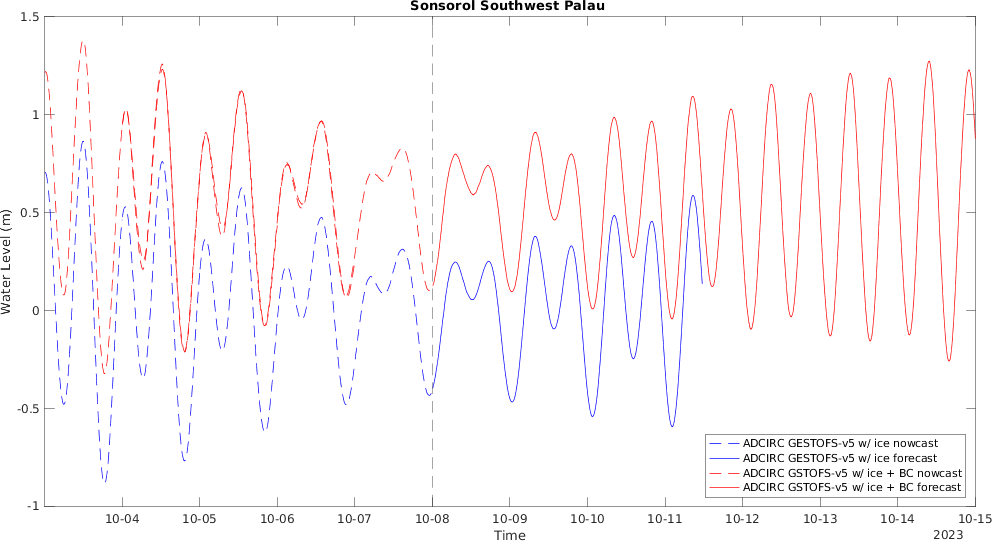 Sonsorol Southwest Palau
1.5
1
0.5
0
-0.5
-1
Water Level (m)
10-04
10-05
10-06
10-07
10-08
10-09
10-10
10-11
10-12
10-13
10-14
10-15
Time
2023
ADCIRC GESTOFS-v5 w/ ice nowcast
ADCIRC GESTOFS-v5 w/ ice forecast
ADCIRC GSTOFS-v5 w/ ice + BC nowcast
ADCIRC GSTOFS-v5 w/ ice + BC forecast